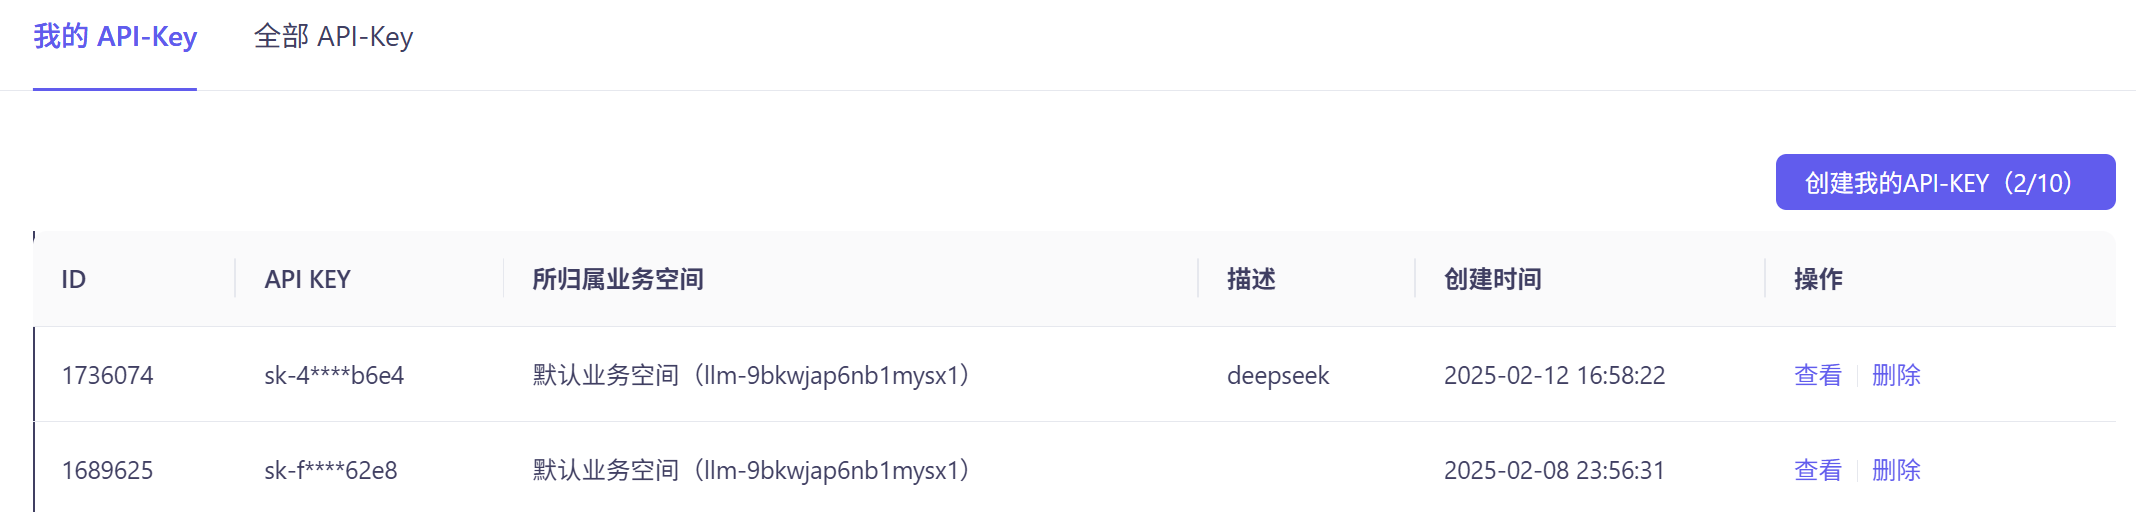 我的 API-Key 全部 API-Key
创建我的API-KEY（2/10）
ID API KEY 所归属业务空间 描述 创建时间 操作
1736074 sk-4****b6e4 默认业务空间（llm-9bkwjap6nb1mysx1） deepseek 2025-02-12 16:58:22 查看 删除
1689625 sk-f****62e8 默认业务空间（llm-9bkwjap6nb1mysx1） 2025-02-08 23:56:31 查看 删除